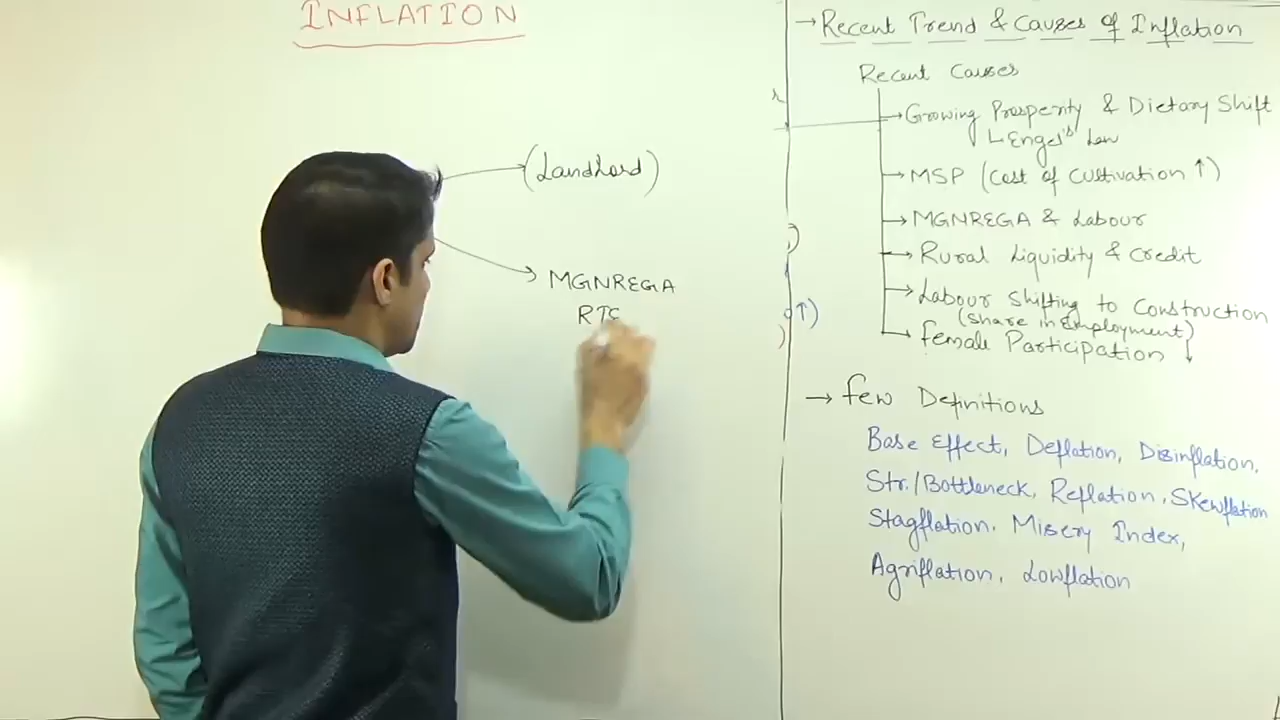 INFLATION
(Landlord)
MGNREGA
RTE
→ Recent Trend & Causes of Inflation
Recent Causes
→ Growing Prosperity & Dietary Shift
↳ Engel's Law
→ MSP (Cost of Cultivation ↑)
→ MGNREGA & Labour
→ Rural Liquidity & Credit
→ Labour Shifting to Construction
(Share in Employment)
→ Female Participation ↓
→ Few Definitions
Base Effect, Deflation, Disinflation,
Str./Bottleneck, Reflation, Skewflation
Stagflation, Misery Index,
Agriflation, Lowflation